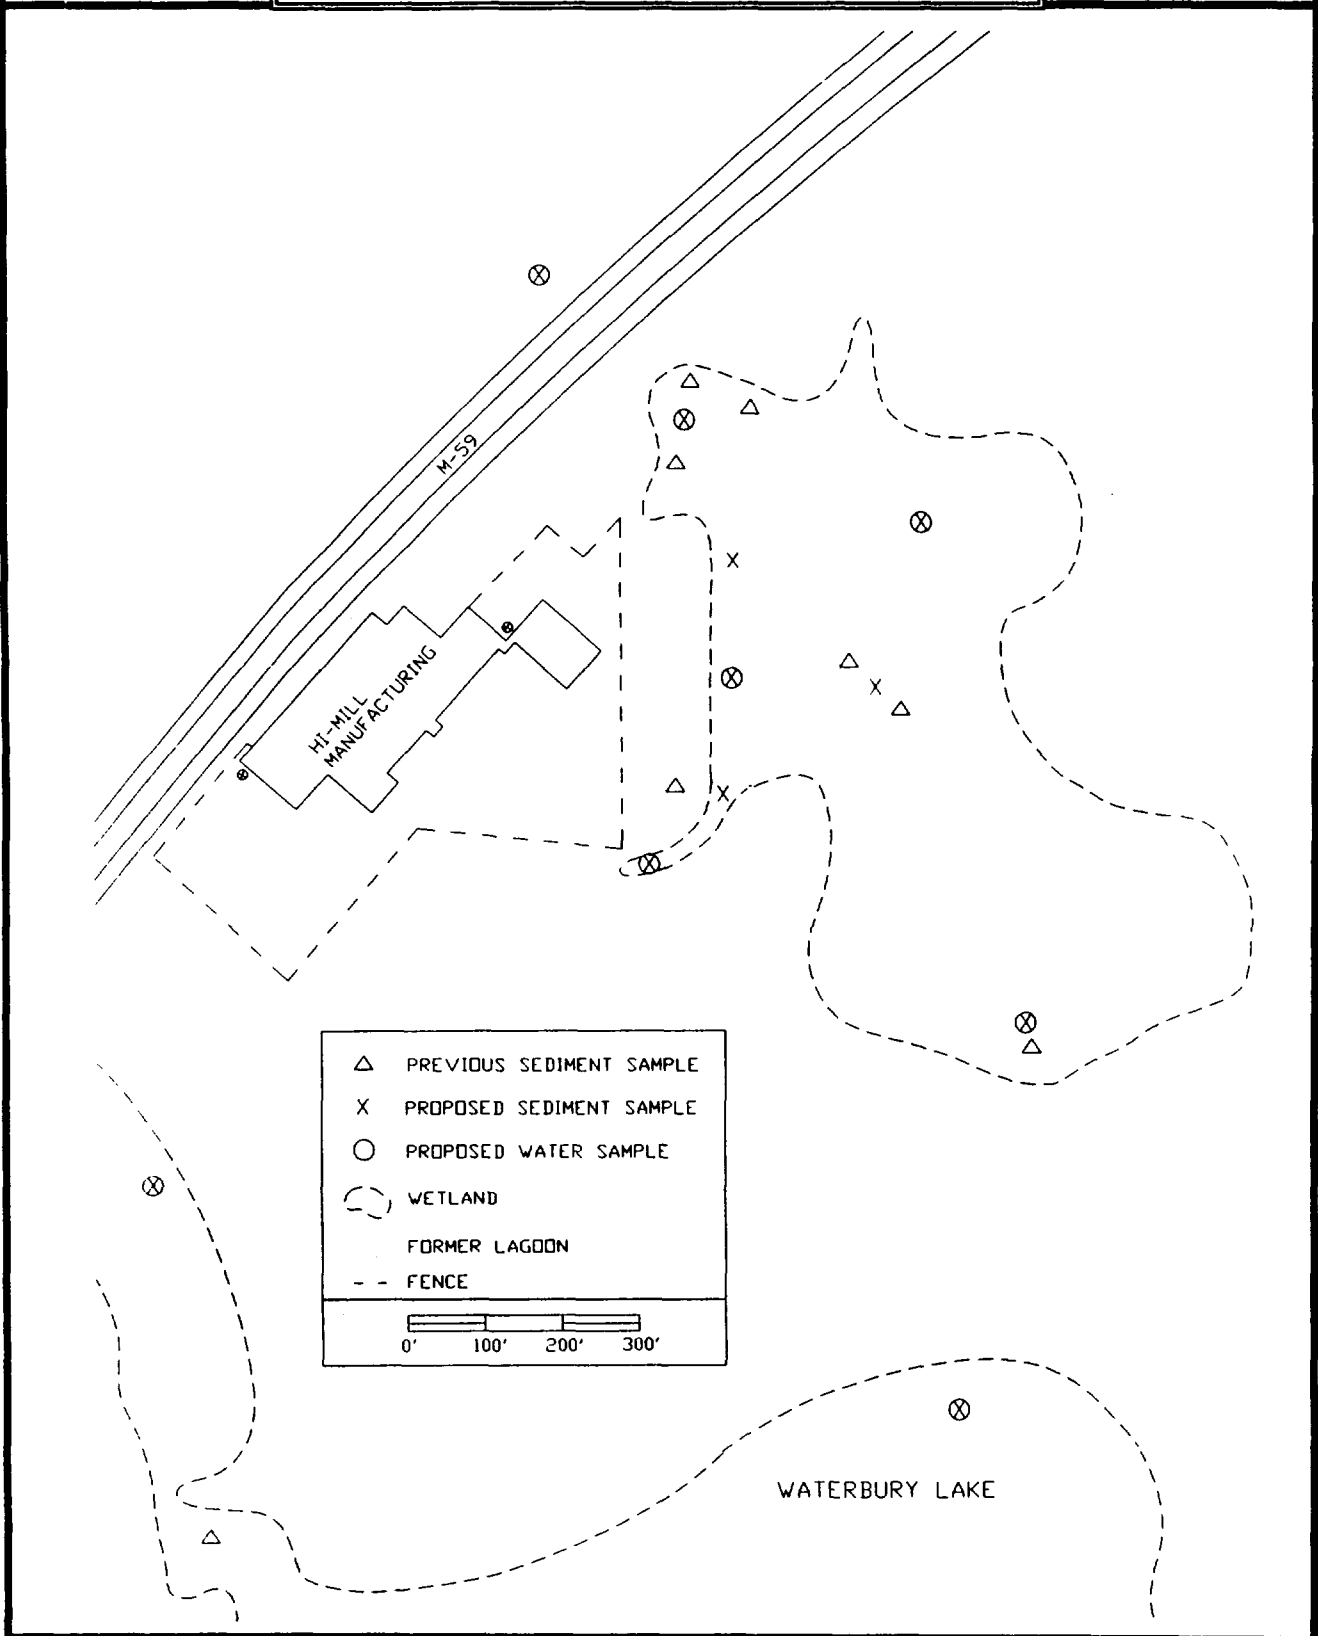 M-59
HI-MILL
MANUFACTURING
PREVIOUS SEDIMENT SAMPLE
X PROPOSED SEDIMENT SAMPLE
PROPOSED WATER SAMPLE
WETLAND
FORMER LAGOON
FENCE
0' 100' 200' 300'
WATERBURY LAKE